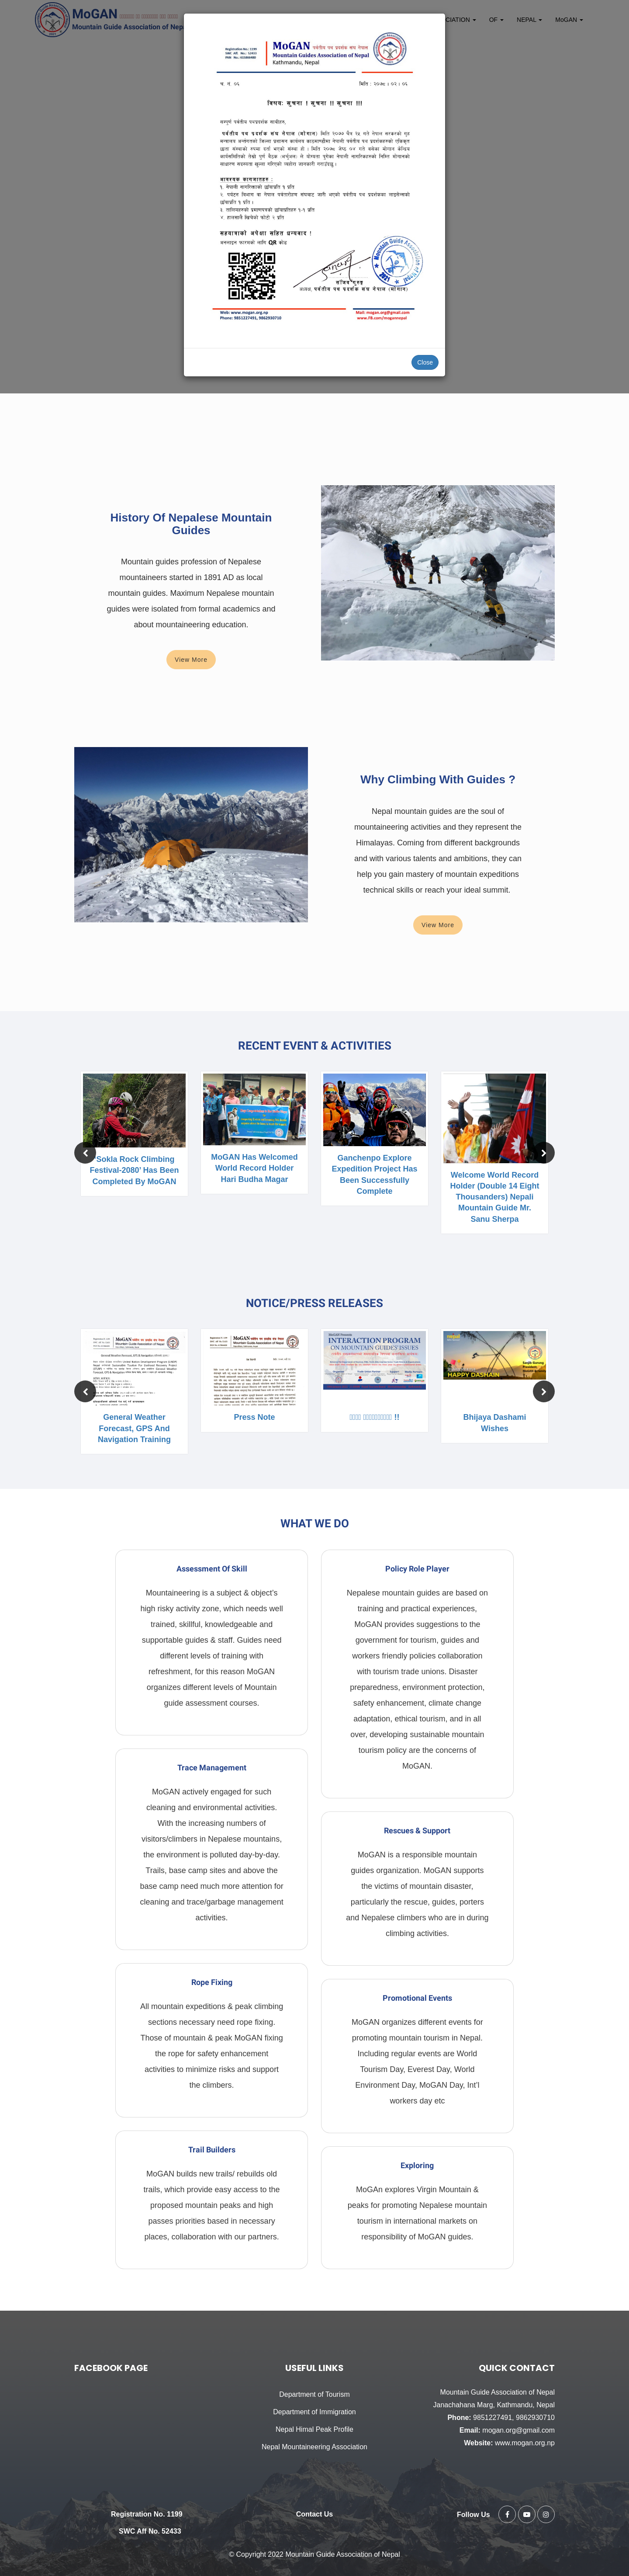 MoGAN
Mountain Guide Association of Nep
OF
NEPAL
MoGAN
MoGAN पर्वतीय पथ प्रदर्शक संघ नेपाल
Mountain Guides Association of Nepal
Kathmandu, Nepal
विषय: सूचना ! सूचना !! सूचना !!!
आवश्यक कागजातहरु :
QR
Web: www.mogan.org.np
Phone: 9851227491, 9862930710
Mail: mogan.org@gmail.com
Close
History Of Nepalese Mountain
Guides
Mountain guides profession of Nepalese
mountaineers started in 1891 AD as local
mountain guides. Maximum Nepalese mountain
guides were isolated from formal academics and
about mountaineering education.
View More
Why Climbing With Guides ?
Nepal mountain guides are the soul of
mountaineering activities and they represent the
Himalayas. Coming from different backgrounds
and with various talents and ambitions, they can
help you gain mastery of mountain expeditions
technical skills or reach your ideal summit.
View More
RECENT EVENT & ACTIVITIES
'Sokla Rock Climbing
Festival-2080' Has Been
Completed By MoGAN
MoGAN Has Welcomed
World Record Holder
Hari Budha Magar
Ganchenpo Explore
Expedition Project Has
Been Successfully
Complete
Welcome World Record
Holder (Double 14 Eight
Thousanders) Nepali
Mountain Guide Mr.
Sanu Sherpa
NOTICE/PRESS RELEASES
General Weather
Forecast, GPS And
Navigation Training
Press Note
INTERACTION PROGRAM
ON MOUNTAIN GUIDE'S ISSUES
!!
HAPPY DASHAIN
Bhijaya Dashami
Wishes
WHAT WE DO
Assessment Of Skill
Mountaineering is a subject & object's
high risky activity zone, which needs well
trained, skillful, knowledgeable and
supportable guides & staff. Guides need
different levels of training with
refreshment, for this reason MoGAN
organizes different levels of Mountain
guide assessment courses.
Policy Role Player
Nepalese mountain guides are based on
training and practical experiences,
MoGAN provides suggestions to the
government for tourism, guides and
workers friendly policies collaboration
with tourism trade unions. Disaster
preparedness, environment protection,
safety enhancement, climate change
adaptation, ethical tourism, and in all
over, developing sustainable mountain
tourism policy are the concerns of
MoGAN.
Trace Management
MoGAN actively engaged for such
cleaning and environmental activities.
With the increasing numbers of
visitors/climbers in Nepalese mountains,
the environment is polluted day-by-day.
Trails, base camp sites and above the
base camp need much more attention for
cleaning and trace/garbage management
activities.
Rescues & Support
MoGAN is a responsible mountain
guides organization. MoGAN supports
the victims of mountain disaster,
particularly the rescue, guides, porters
and Nepalese climbers who are in during
climbing activities.
Rope Fixing
All mountain expeditions & peak climbing
sections necessary need rope fixing.
Those of mountain & peak MoGAN fixing
the rope for safety enhancement
activities to minimize risks and support
the climbers.
Promotional Events
MoGAN organizes different events for
promoting mountain tourism in Nepal.
Including regular events are World
Tourism Day, Everest Day, World
Environment Day, MoGAN Day, Int'l
workers day etc
Trail Builders
MoGAN builds new trails/ rebuilds old
trails, which provide easy access to the
proposed mountain peaks and high
passes priorities based in necessary
places, collaboration with our partners.
Exploring
MoGAn explores Virgin Mountain &
peaks for promoting Nepalese mountain
tourism in international markets on
responsibility of MoGAN guides.
FACEBOOK PAGE
USEFUL LINKS
Department of Tourism
Department of Immigration
Nepal Himal Peak Profile
Nepal Mountaineering Association
QUICK CONTACT
Mountain Guide Association of Nepal
Janachahana Marg, Kathmandu, Nepal
Phone: 9851227491, 9862930710
Email: mogan.org@gmail.com
Website: www.mogan.org.np
Registration No. 1199
SWC Aff No. 52433
Contact Us
Follow Us
© Copyright 2022 Mountain Guide Association of Nepal